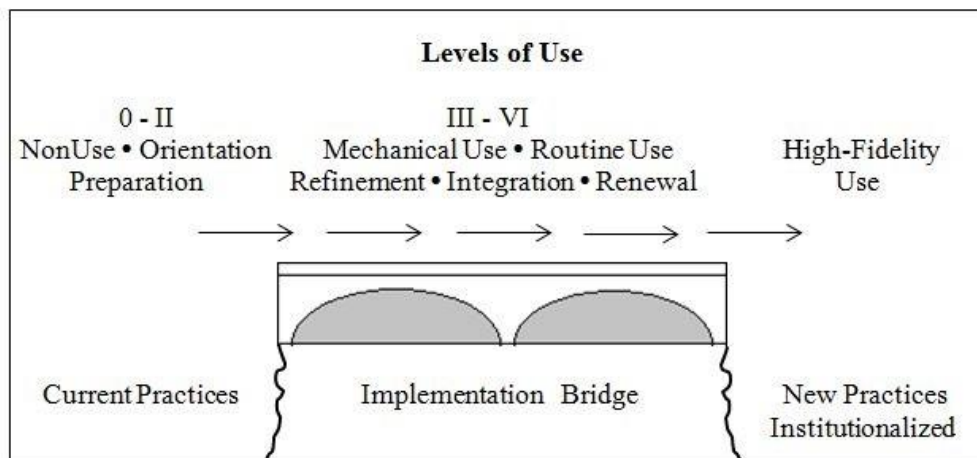 Levels of Use
0 - II
NonUse • Orientation
Preparation
III - VI
Mechanical Use • Routine Use
Refinement • Integration • Renewal
High-Fidelity
Use
Current Practices
Implementation Bridge
New Practices
Institutionalized